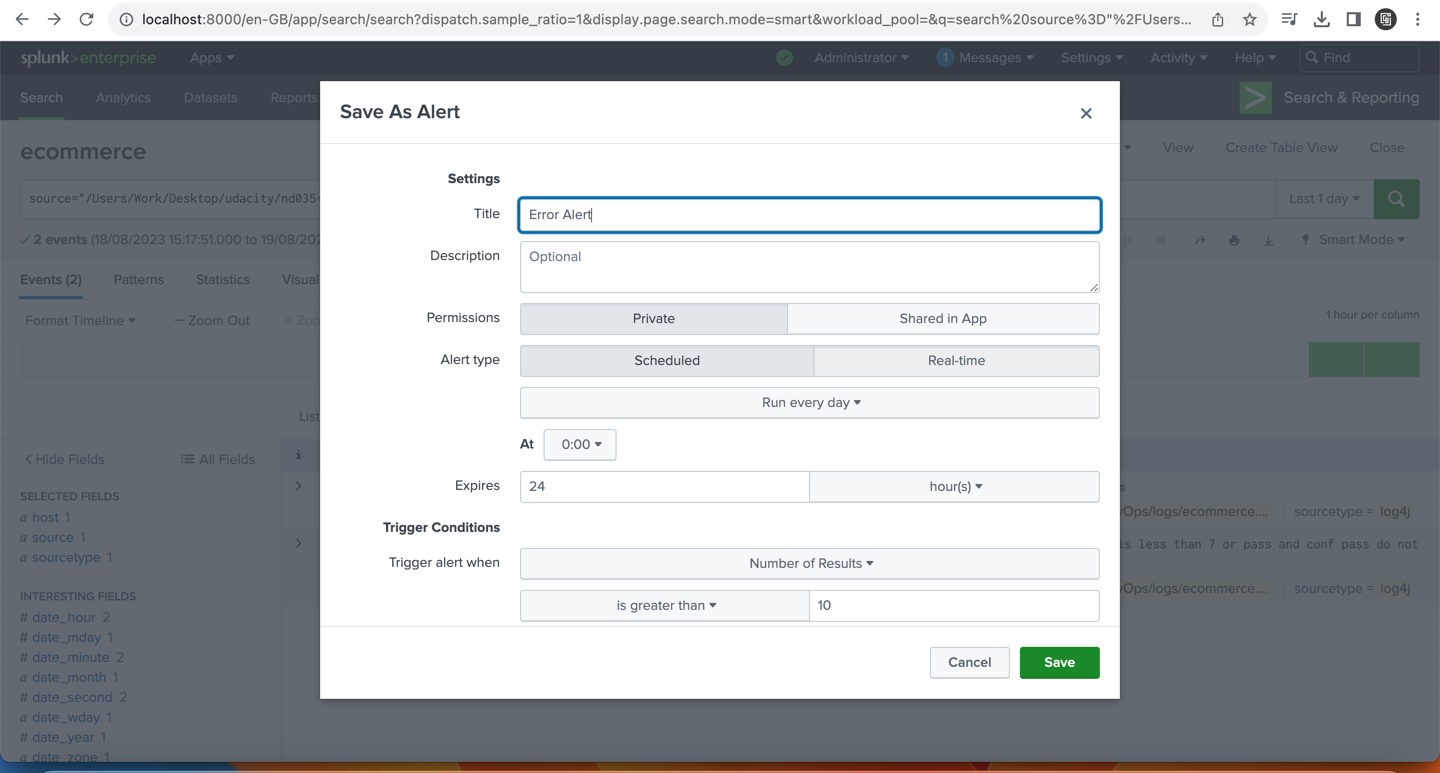 localhost:8000/en-GB/app/search/search?dispatch.sample_ratio=1&display.page.search.mode=smart&workload_pool=&q=search%20source%3D"%2FUsers...
splunk>enterprise Apps Administrator 1 Messages Settings Activity Help Find
Search Analytics Datasets Reports Search & Reporting
Save As Alert
ecommerce View Create Table View Close
Settings
source="/Users/Work/Desktop/udacity/nd035- Last 1 day
Title Error Alert
2 events (18/08/2023 15:17:51.000 to 19/08/202 Smart Mode
Description Optional
Events (2) Patterns Statistics Visual
Permissions Private Shared in App
Format Timeline Zoom Out + Zoo 1 hour per column
Alert type Scheduled Real-time
Run every day
List
At 0:00
Hide Fields All Fields i
Expires 24 hour(s)
SELECTED FIELDS
a host 1 vOps/logs/ecommerce.... sourcetype = log4j
Trigger Conditions
a source 1 is less than 7 or pass and conf pass do not
a sourcetype 1
Trigger alert when Number of Results
vOps/logs/ecommerce.... sourcetype = log4j
INTERESTING FIELDS
is greater than 10
# date_hour 2
# date_mday 1
# date_minute 2
Cancel Save
a date_month 1
# date_second 2
a date_wday 1
# date_year 1
a date_zone 1